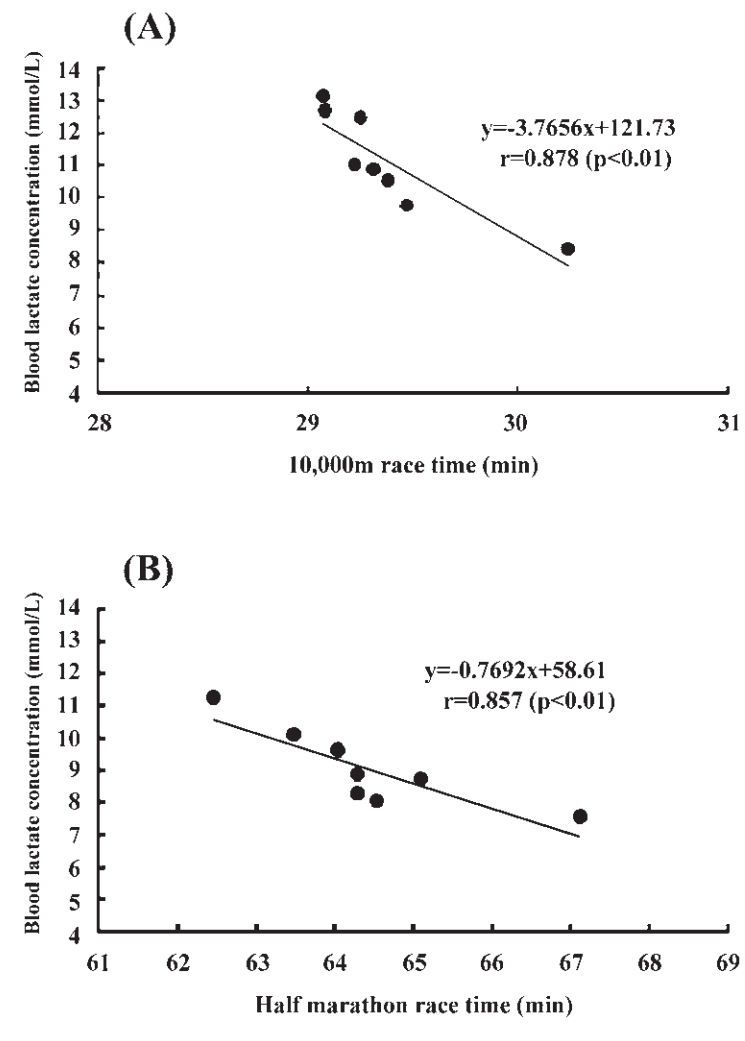 (A)
14
13
12
11
10
9
8
7
6
5
4
Blood lactate concentration (mmol/L)
y=-3.7656x+121.73
r=0.878 (p<0.01)
28 29 30 31
10,000m race time (min)
(B)
14
13
12
11
10
9
8
7
6
5
4
Blood lactate concentration (mmol/L)
y=-0.7692x+58.61
r=0.857 (p<0.01)
61 62 63 64 65 66 67 68 69
Half marathon race time (min)